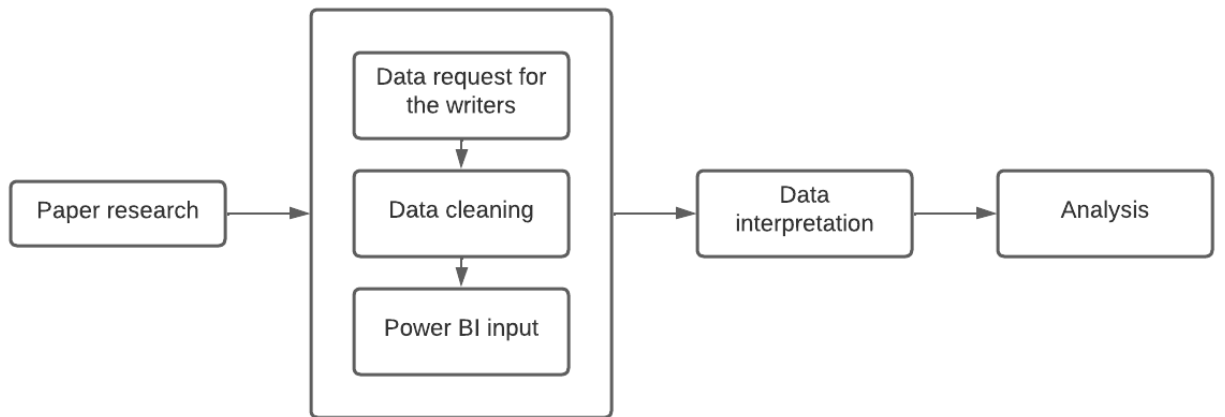 Paper research
Data request for
the writers
Data cleaning
Power BI input
Data
interpretation
Analysis